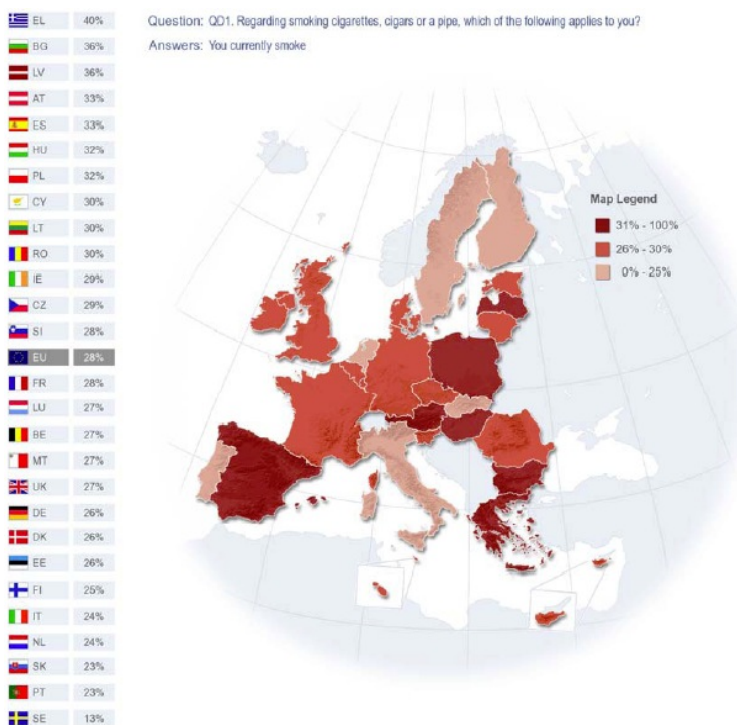 Question: QD1. Regarding smoking cigarettes, cigars or a pipe, which of the following applies to you?
Answers: You currently smoke
EL 40%
BG 36%
LV 36%
AT 33%
ES 33%
HU 32%
PL 32%
CY 30%
LT 30%
RO 30%
IE 29%
CZ 29%
SI 28%
EU 28%
FR 28%
LU 27%
BE 27%
MT 27%
UK 27%
DE 26%
DK 26%
EE 26%
FI 25%
IT 24%
NL 24%
SK 23%
PT 23%
SE 13%
Map Legend
31% - 100%
26% - 30%
0% - 25%